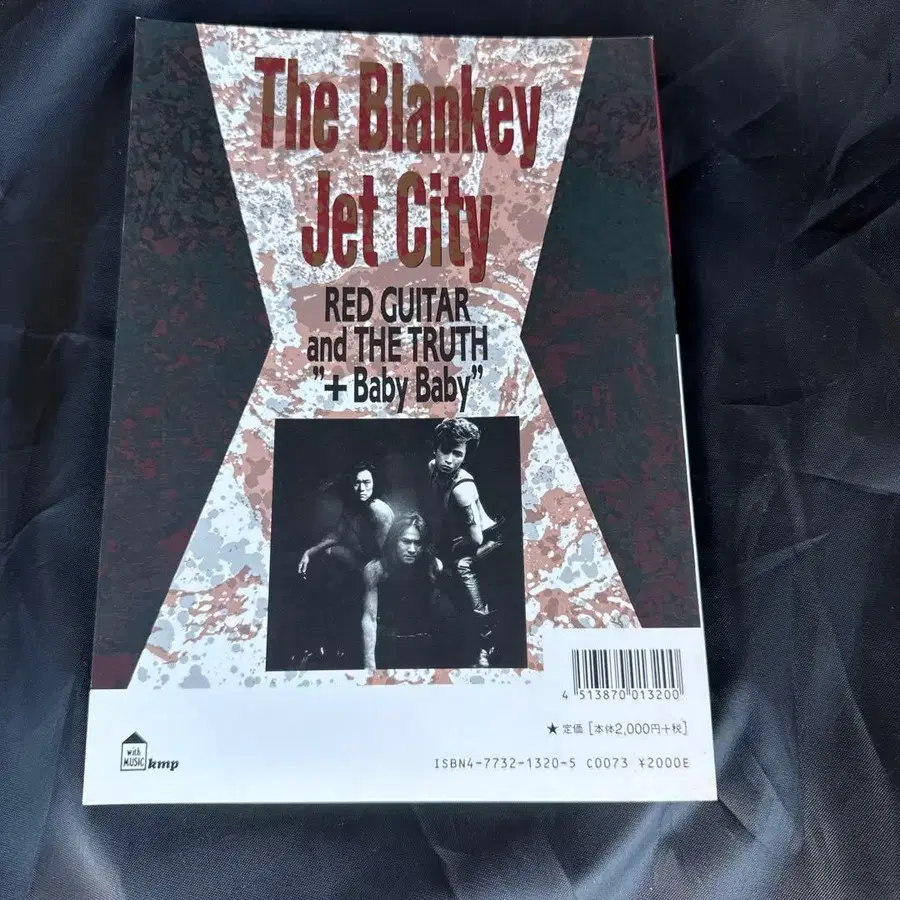 The Blankey
Jet City
RED GUITAR
and THE TRUTH
"+ Baby Baby"
4 513870 013200
★ 定価 [本体2,000円+税]
with
MUSIC
kmp
ISBN4-7732-1320-5 C0073 ¥2000E